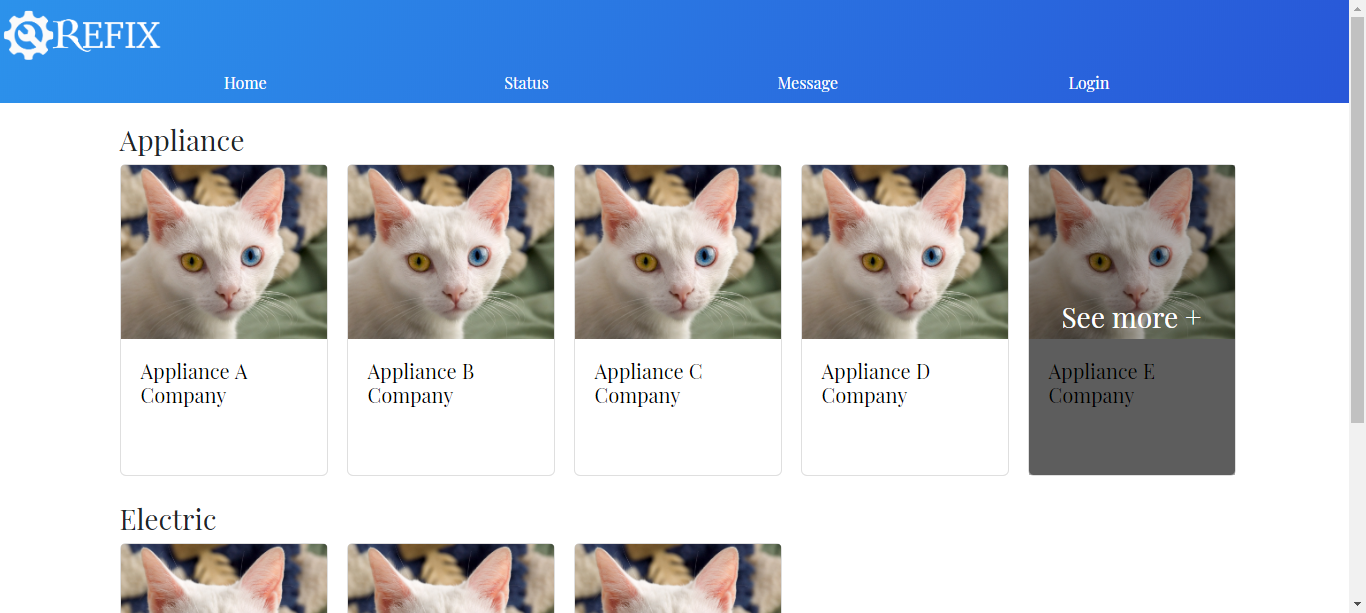 REFIX
Home Status Message Login
Appliance
See more +
Appliance A
Company
Appliance B
Company
Appliance C
Company
Appliance D
Company
Appliance E
Company
Electric